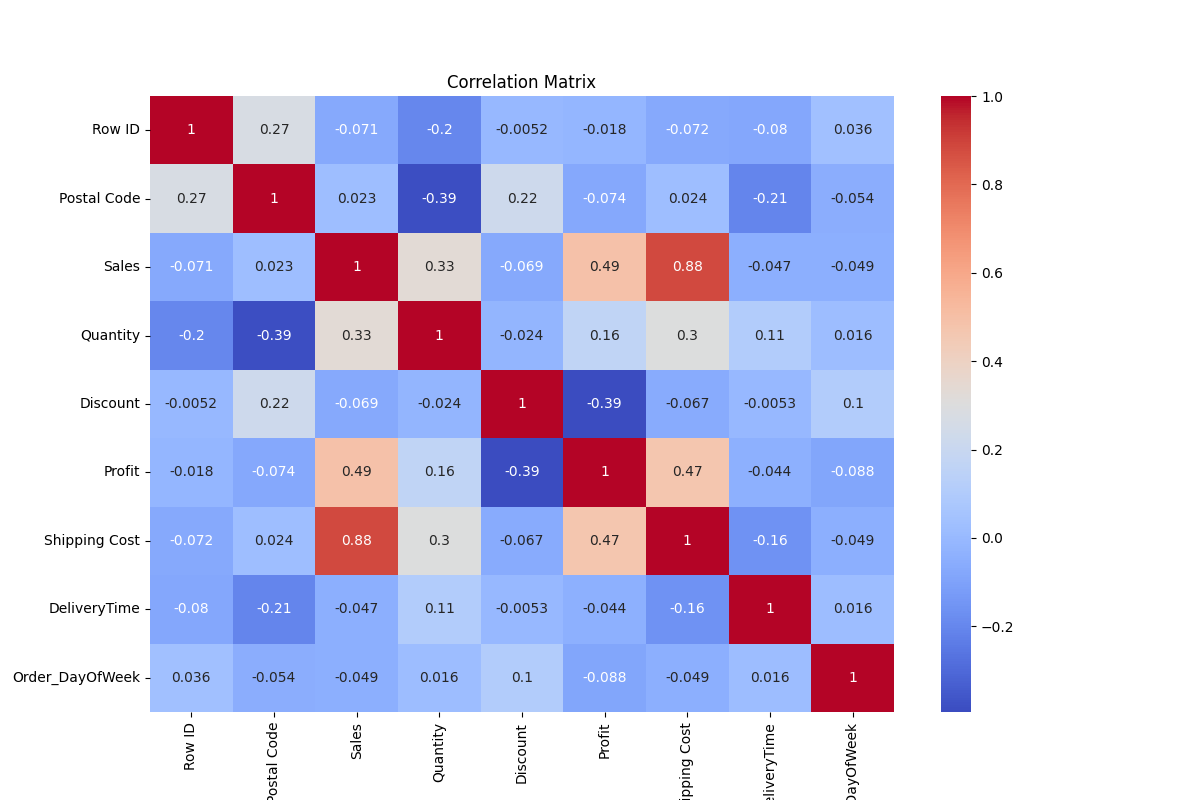 Correlation Matrix
Row ID 1 0.27 -0.071 -0.2 -0.0052 -0.018 -0.072 -0.08 0.036
Postal Code 0.27 1 0.023 -0.39 0.22 -0.074 0.024 -0.21 -0.054
Sales -0.071 0.023 1 0.33 -0.069 0.49 0.88 -0.047 -0.049
Quantity -0.2 -0.39 0.33 1 -0.024 0.16 0.3 0.11 0.016
Discount -0.0052 0.22 -0.069 -0.024 1 -0.39 -0.067 -0.0053 0.1
Profit -0.018 -0.074 0.49 0.16 -0.39 1 0.47 -0.044 -0.088
Shipping Cost -0.072 0.024 0.88 0.3 -0.067 0.47 1 -0.16 -0.049
DeliveryTime -0.08 -0.21 -0.047 0.11 -0.0053 -0.044 -0.16 1 0.016
Order_DayOfWeek 0.036 -0.054 -0.049 0.016 0.1 -0.088 -0.049 0.016 1
Row ID
Postal Code
Sales
Quantity
Discount
Profit
ipping Cost
eliveryTime
DayOfWeek
1.0
0.8
0.6
0.4
0.2
0.0
−0.2